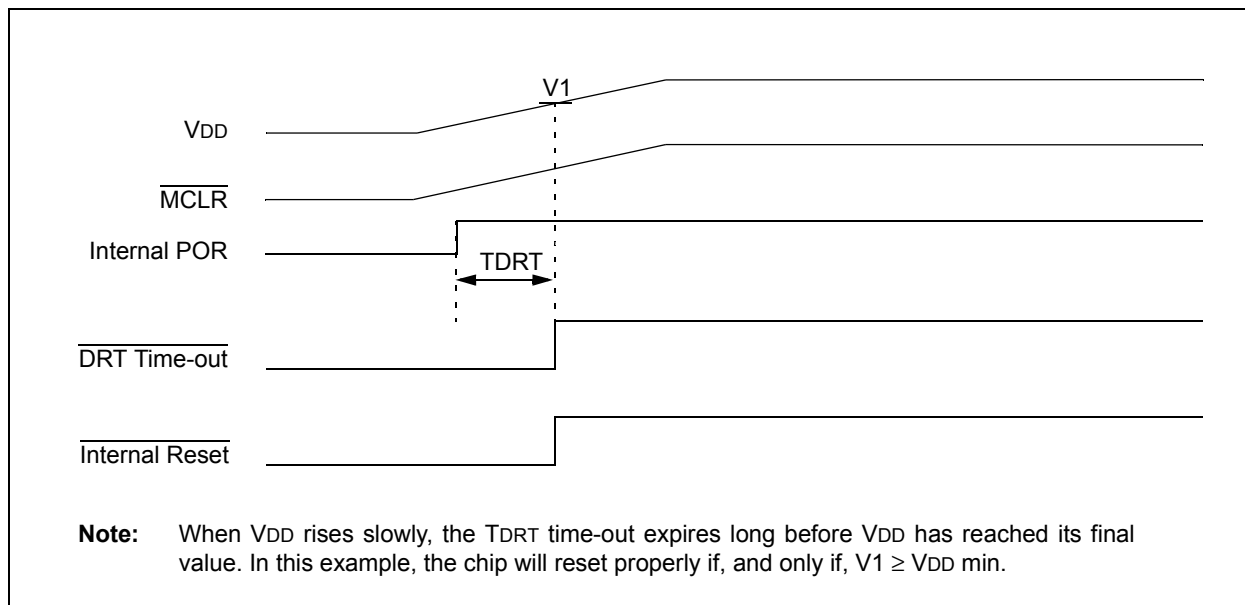 V1
VDD
MCLR
Internal POR
TDRT
DRT Time-out
Internal Reset
Note: When VDD rises slowly, the TDRT time-out expires long before VDD has reached its final
value. In this example, the chip will reset properly if, and only if, V1 ≥ VDD min.